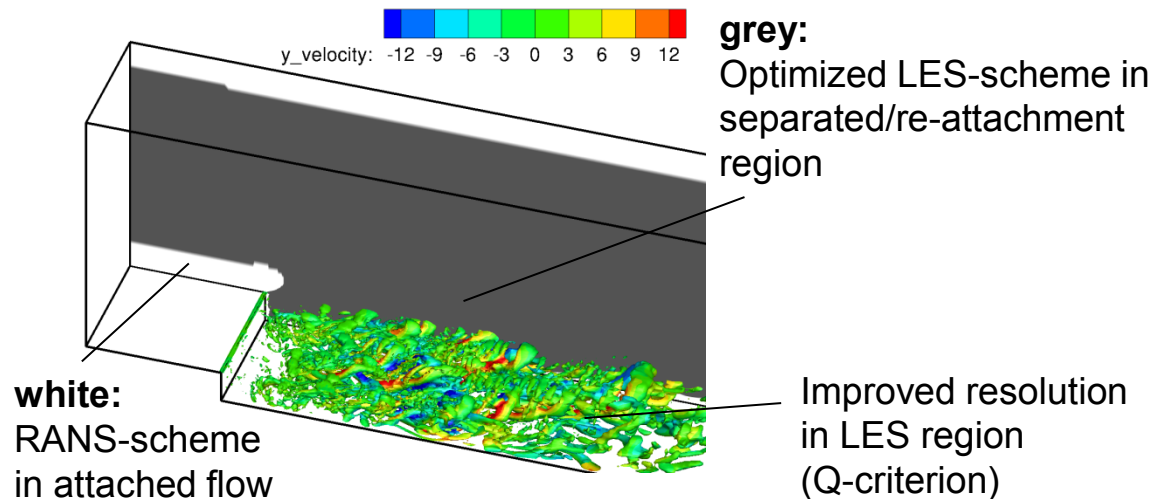 y_velocity: -12 -9 -6 -3 0 3 6 9 12
grey:
Optimized LES-scheme in
separated/re-attachment
region
white:
RANS-scheme
in attached flow
Improved resolution
in LES region
(Q-criterion)